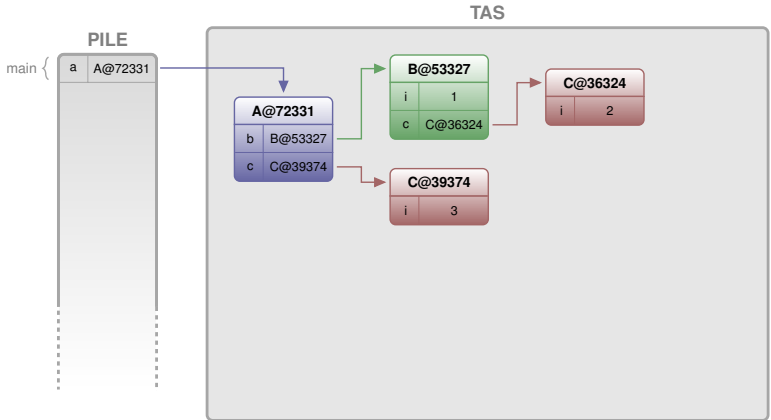 TAS
PILE
main { a A@72331
A@72331
b B@53327
c C@39374
B@53327
i 1
c C@36324
C@36324
i 2
C@39374
i 3